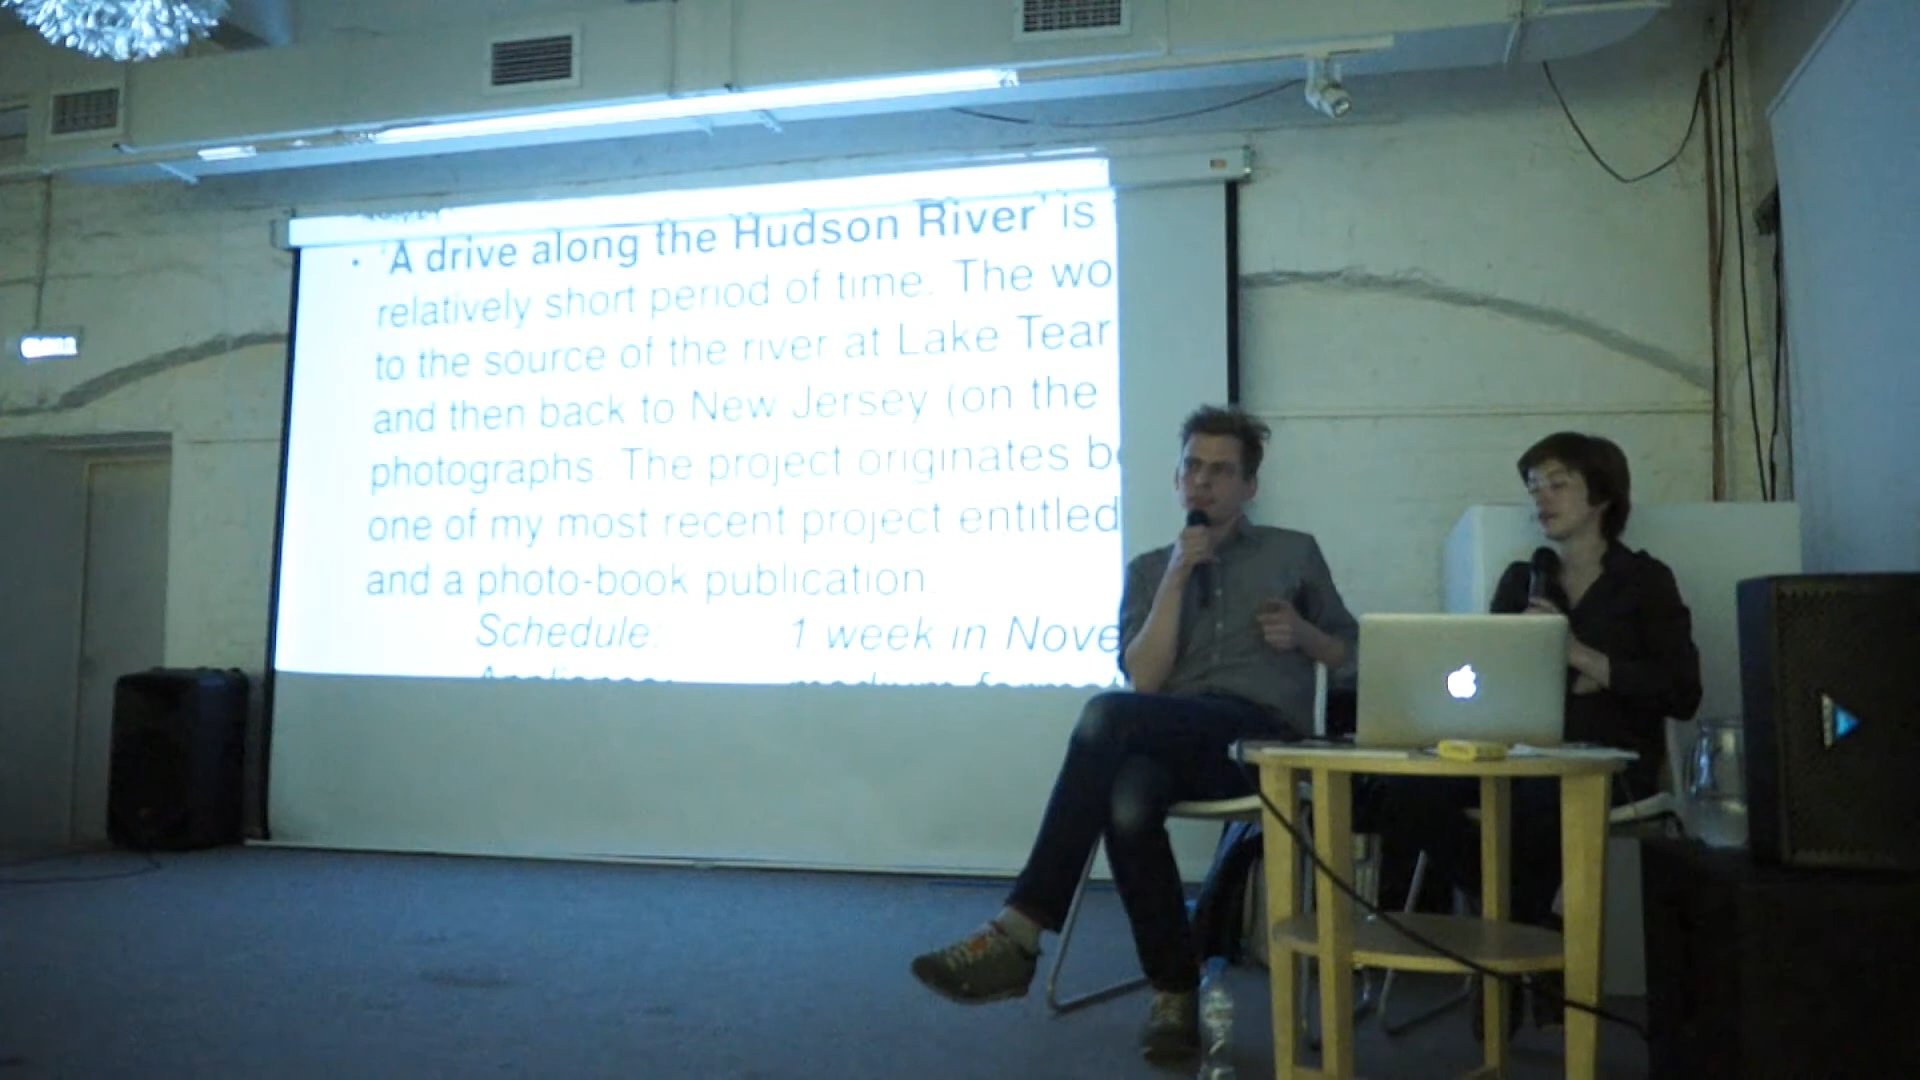 • 'A drive along the Hudson River' is
relatively short period of time. The wo
to the source of the river at Lake Tear
and then back to New Jersey (on the
photographs. The project originates b
one of my most recent project entitled
and a photo-book publication.
Schedule: 1 week in Nove